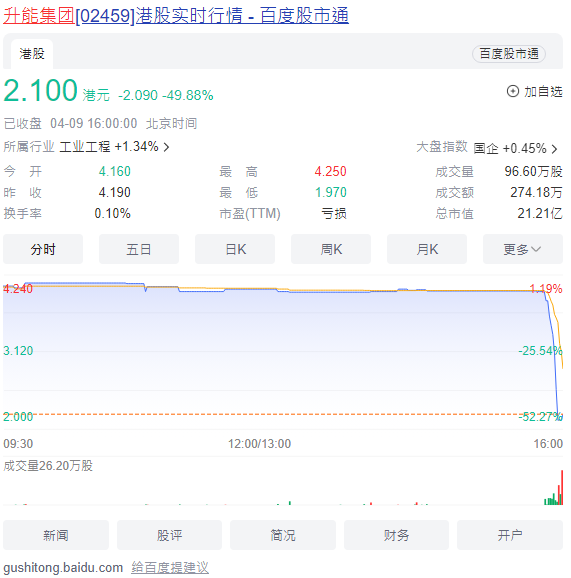 升能集团[02459]港股实时行情 - 百度股市通
港股 百度股市通
2.100 港元 -2.090 -49.88% 加自选
已收盘 04-09 16:00:00 北京时间
所属行业 工业工程 +1.34% 大盘指数 国企 +0.45%
今 开 4.160 最 高 4.250 成交量 96.60万股
昨 收 4.190 最 低 1.970 成交额 274.18万
换手率 0.10% 市盈(TTM) 亏损 总市值 21.21亿
分时 五日 日K 周K 月K 更多
4.240 1.19%
3.120 -25.54%
2.000 -52.27%
09:30 12:00/13:00 16:00
成交量26.20万股
新闻 股评 简况 财务 开户
gushitong.baidu.com 给百度提建议